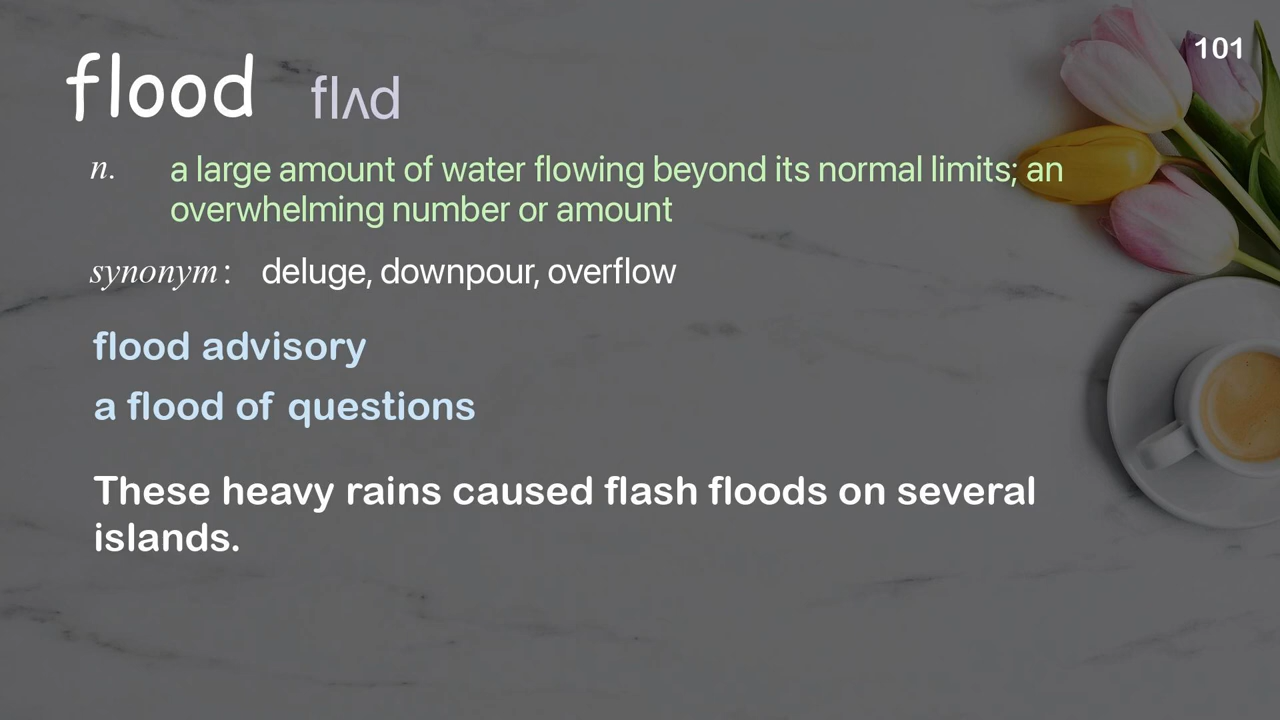 101
flood flʌd
n. a large amount of water flowing beyond its normal limits; an
overwhelming number or amount
synonym: deluge, downpour, overflow
flood advisory
a flood of questions
These heavy rains caused flash floods on several
islands.